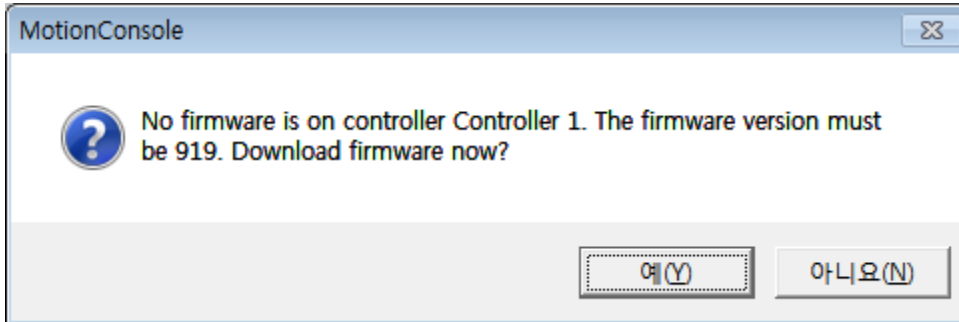 MotionConsole
No firmware is on controller Controller 1. The firmware version must
be 919. Download firmware now?
예(Y)
아니요(N)